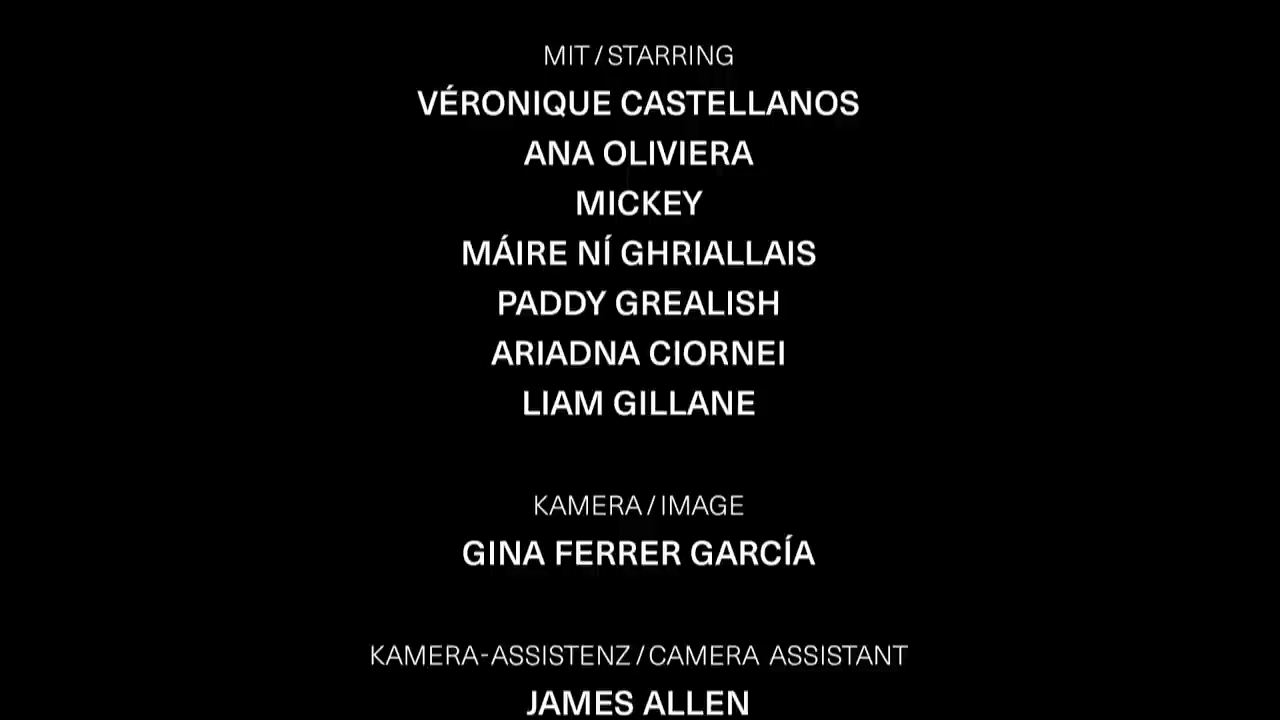 MIT / STARRING
VÉRONIQUE CASTELLANOS
ANA OLIVIERA
MICKEY
MÁIRE NÍ GHRIALLAIS
PADDY GREALISH
ARIADNA CIORNEI
LIAM GILLANE
KAMERA / IMAGE
GINA FERRER GARCÍA
KAMERA-ASSISTENZ / CAMERA ASSISTANT
JAMES ALLEN